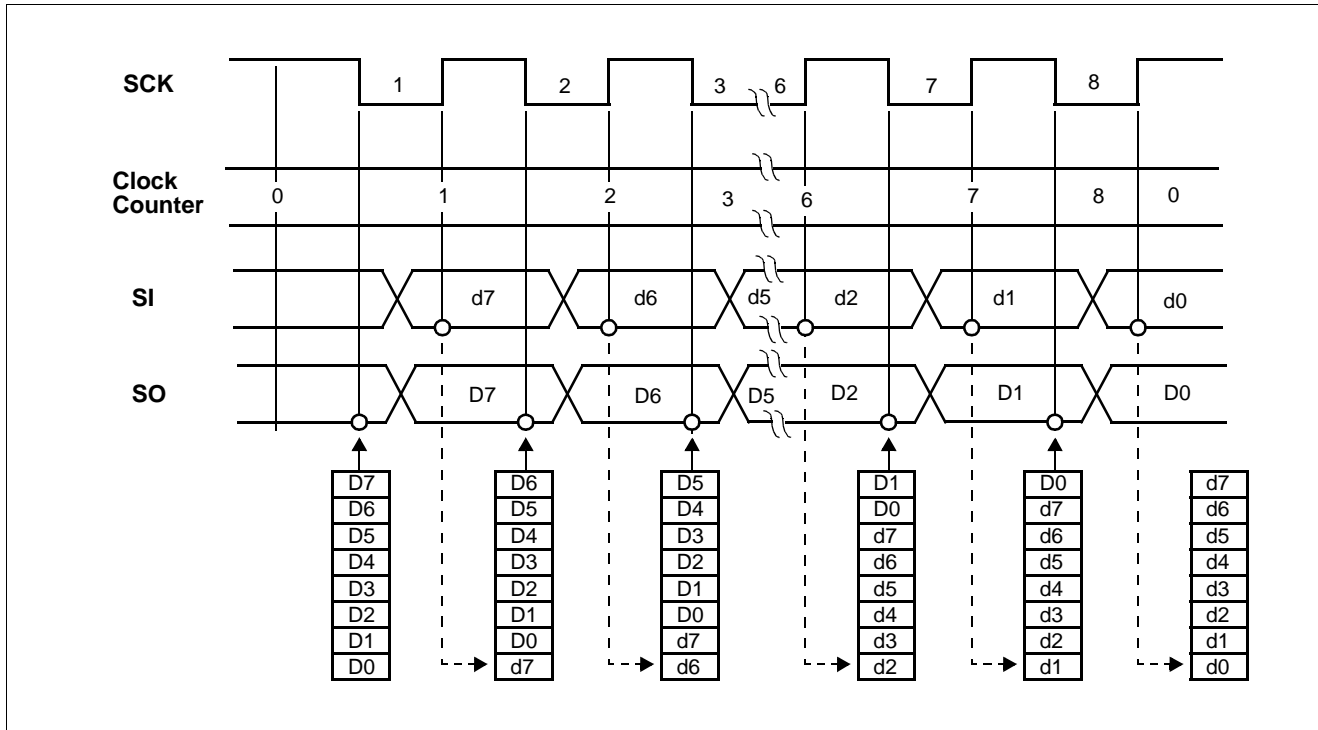 SCK 1 2 3 6 7 8
Clock
Counter
0 1 2 3 6 7 8 0
SI d7 d6 d5 d2 d1 d0
SO D7 D6 D5 D2 D1 D0
D7 D6 D5 D1 D0 d7
D6 D5 D4 D0 d7 d6
D5 D4 D3 d7 d6 d5
D4 D3 D2 d6 d5 d4
D3 D2 D1 d5 d4 d3
D2 D1 D0 d4 d3 d2
D1 D0 d7 d3 d2 d1
D0 d7 d6 d2 d1 d0